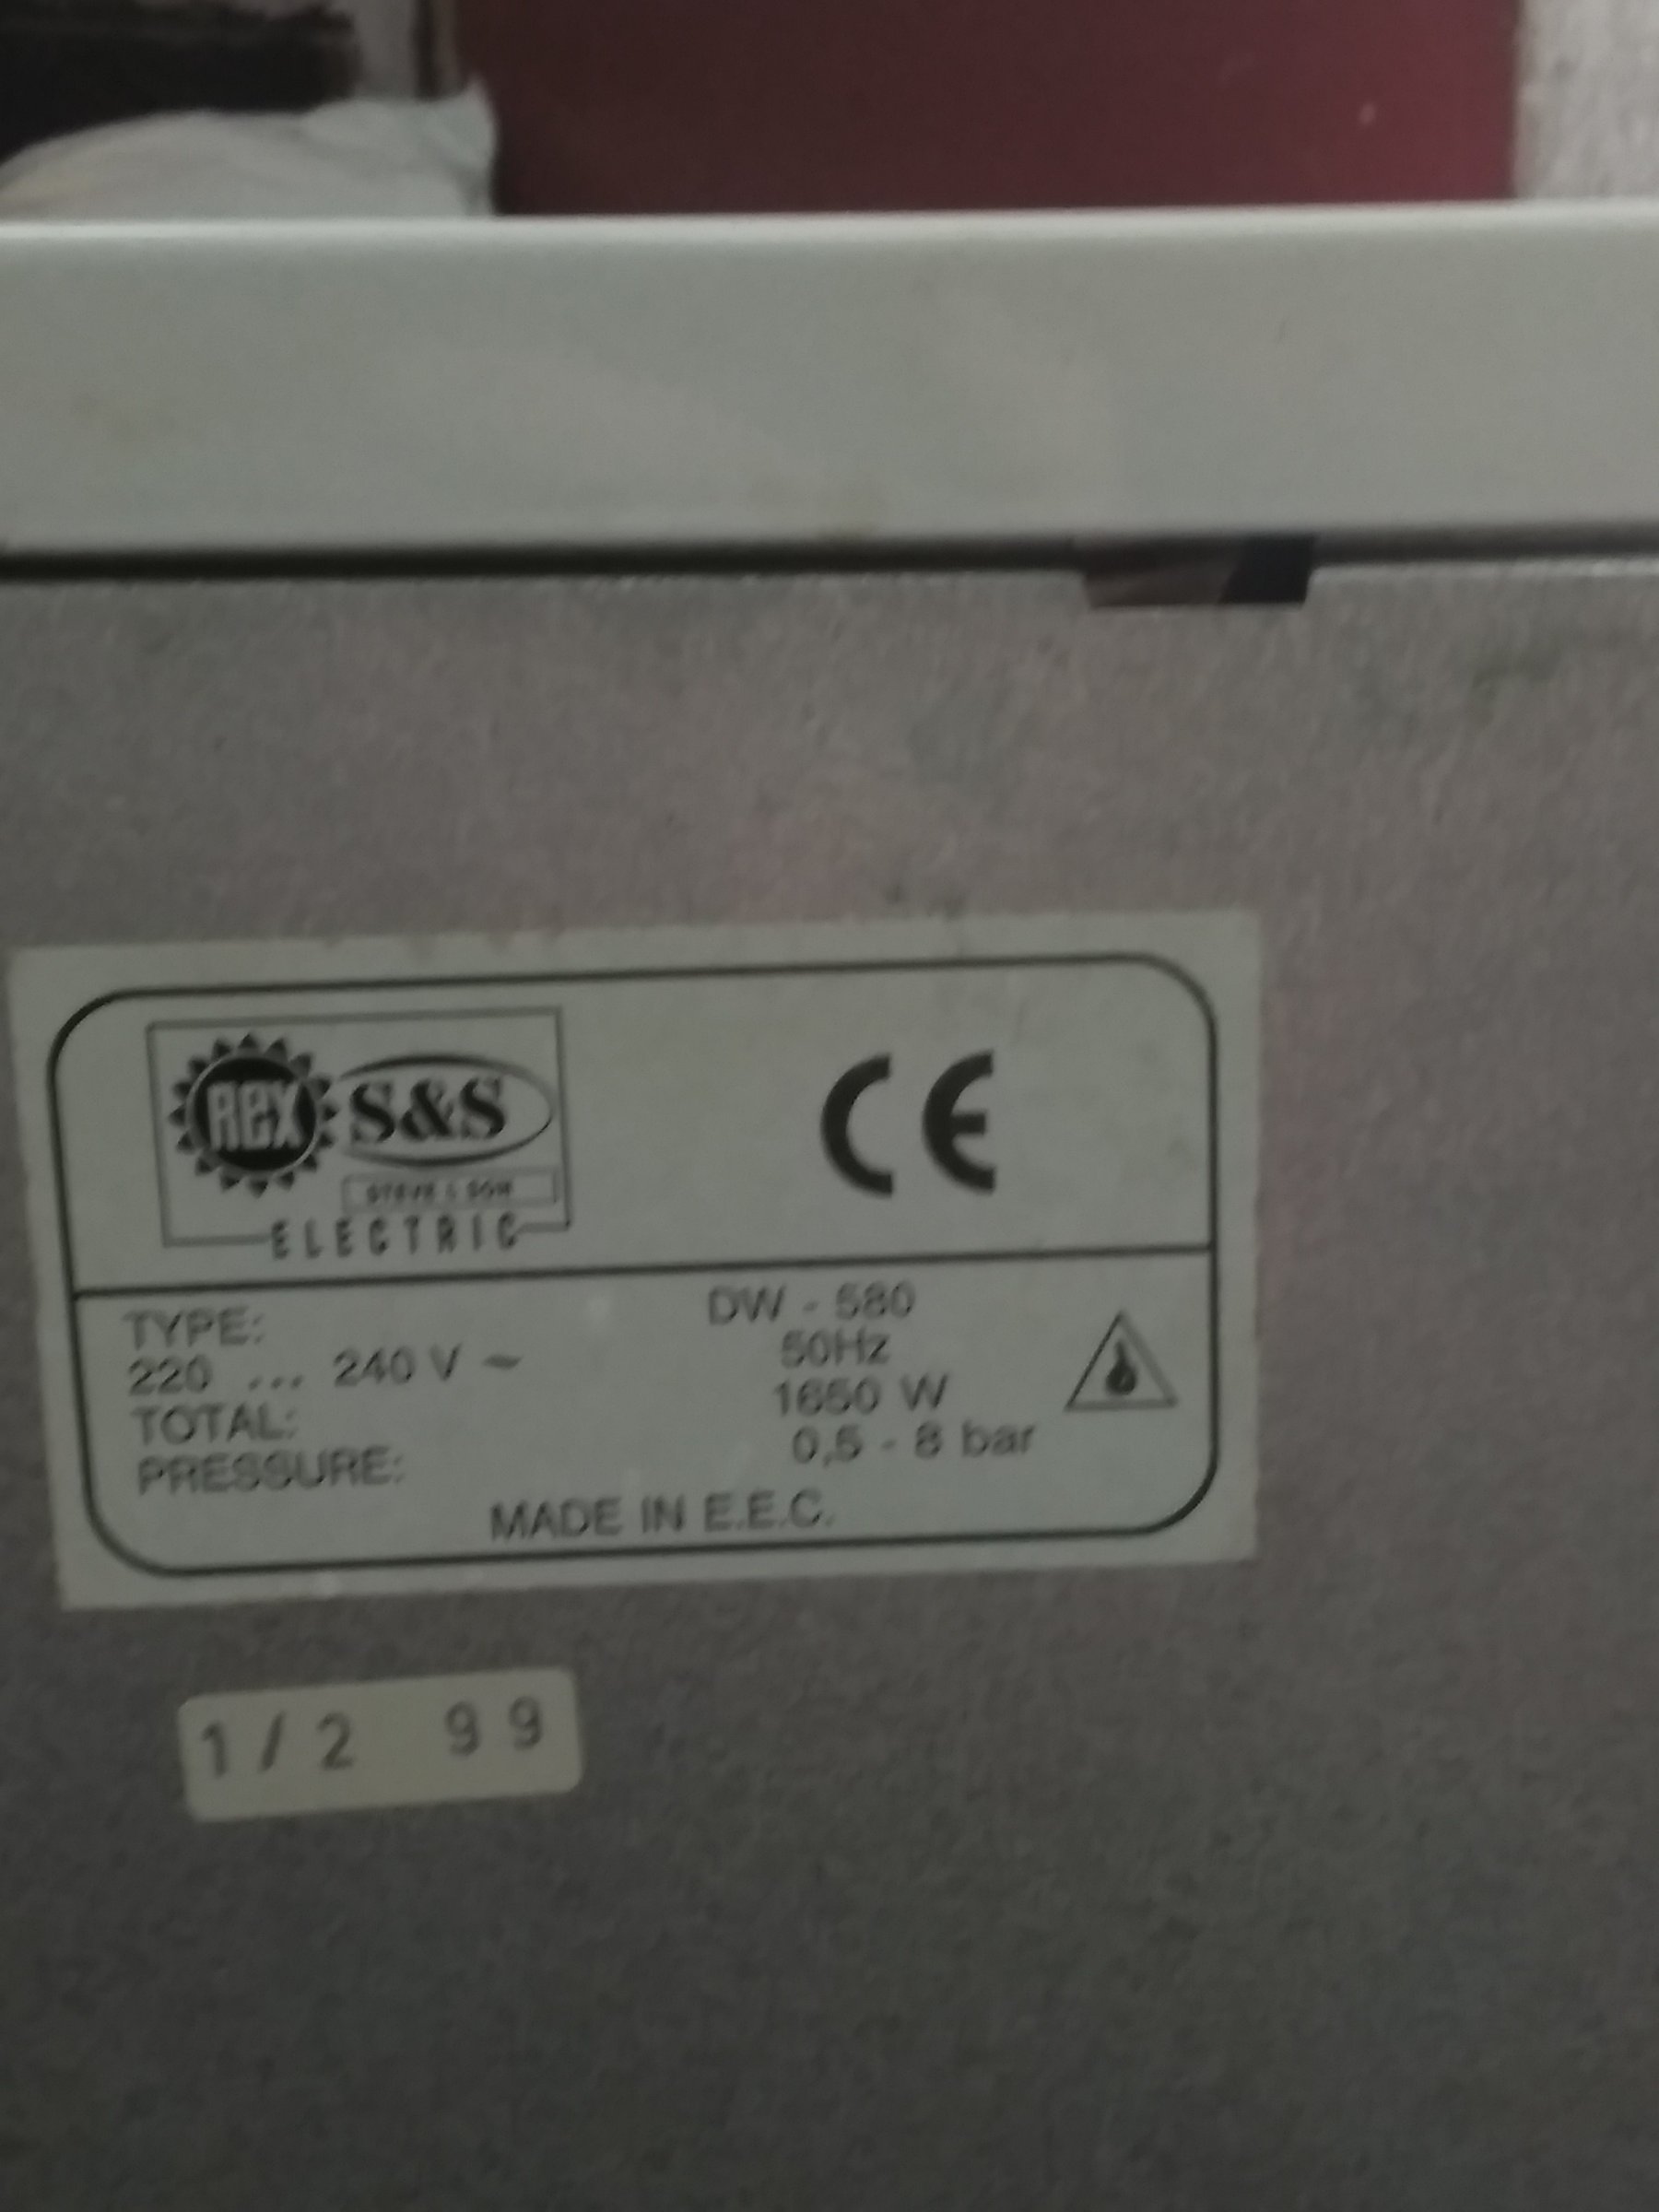 REX S&S
STEVE & SON
ELECTRIC
CE
TYPE: DW - 580
220 ... 240 V ~ 50Hz
TOTAL: 1650 W
PRESSURE: 0,5 - 8 bar
MADE IN E.E.C.
1/2 99